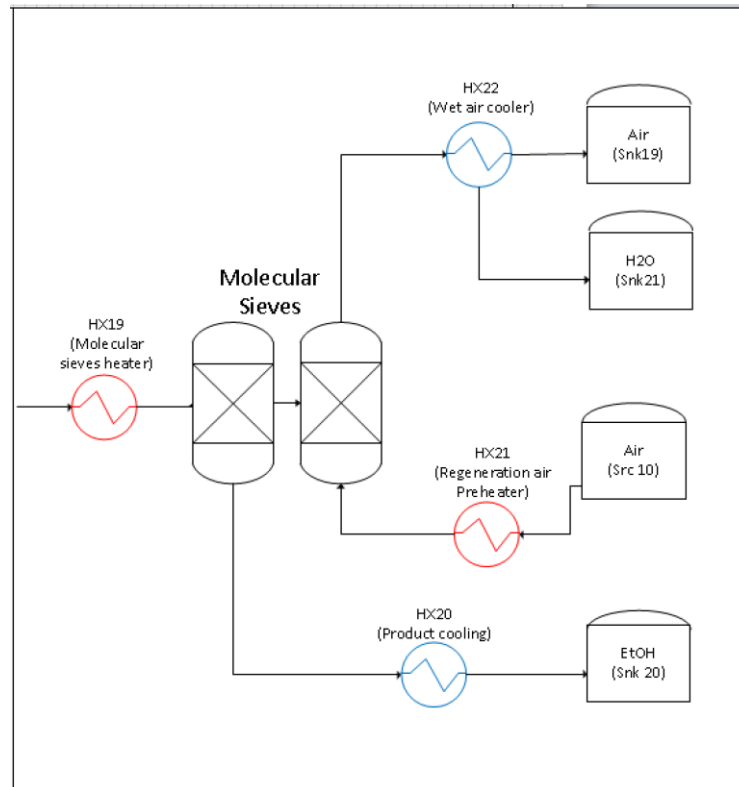 HX22
(Wet air cooler)
Air
(Snk19)
H2O
(Snk21)
Molecular
Sieves
HX19
(Molecular
sieves heater)
HX21
(Regeneration air
Preheater)
Air
(Src 10)
HX20
(Product cooling)
EtOH
(Snk 20)